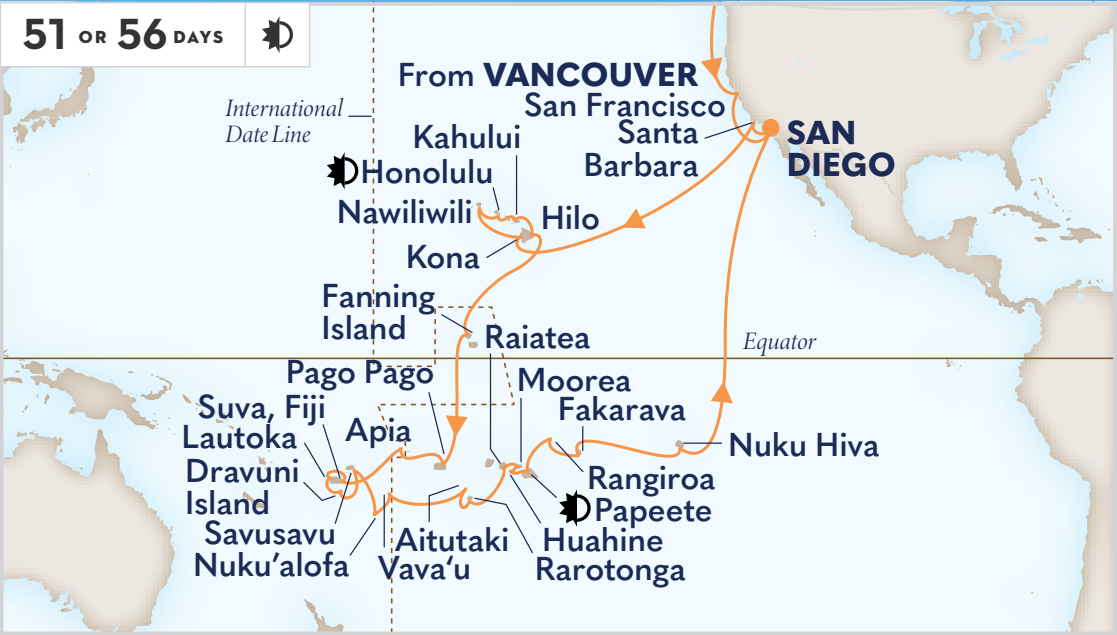 51 OR 56 DAYS
From VANCOUVER
International
Date Line
San Francisco
Santa
Barbara
SAN
DIEGO
Kahului
Honolulu
Nawiliwili
Hilo
Kona
Fanning
Island
Raiatea
Equator
Pago Pago
Moorea
Suva, Fiji
Fakarava
Lautoka
Apia
Nuku Hiva
Dravuni
Island
Rangiroa
Papeete
Savusavu
Aitutaki
Huahine
Nuku‘alofa
Vava‘u
Rarotonga